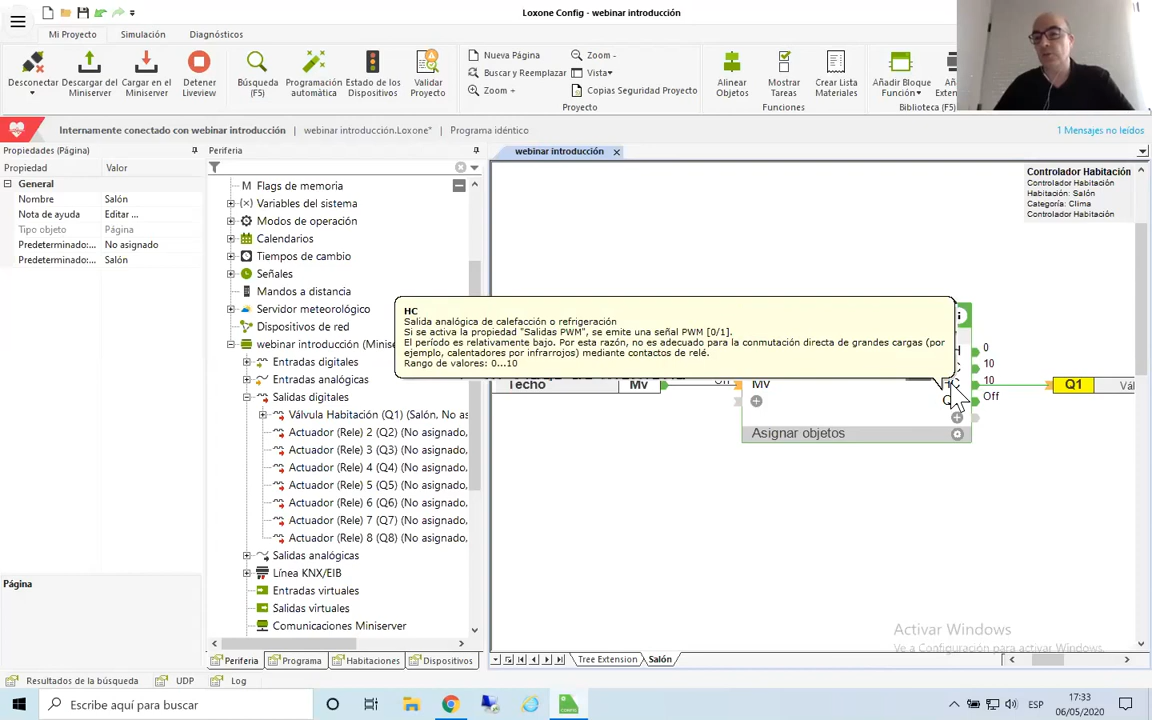 Loxone Config - webinar introducción
Mi Proyecto
Simulación
Diagnósticos
Desconectar
Descargar del Miniserver
Cargar en el Miniserver
Detener Liveview
Búsqueda (F5)
Programación automática
Estado de los Dispositivos
Validar Proyecto
Nueva Página
Buscar y Reemplazar
Zoom +
Zoom -
Vista
Copias Seguridad Proyecto
Proyecto
Alinear Objetos
Mostrar Tareas
Crear Lista Materiales
Funciones
Añadir Bloque Función
Biblioteca (F5)
Internamente conectado con webinar introducción
webinar introducción.Loxone*
Programa idéntico
1 Mensajes no leídos
Propiedades (Página)
Propiedad Valor
General
Nombre Salón
Nota de ayuda Editar ...
Tipo objeto Página
Predeterminado:... No asignado
Predeterminado:... Salón
Página
Periferia
Flags de memoria
Variables del sistema
Modos de operación
Calendarios
Tiempos de cambio
Señales
Mandos a distancia
Servidor meteorológico
Dispositivos de red
webinar introducción (Minise
Entradas digitales
Entradas analógicas
Salidas digitales
Válvula Habitación (Q1) (Salón, No as
Actuador (Rele) 2 (Q2) (No asignado,
Actuador (Rele) 3 (Q3) (No asignado,
Actuador (Rele) 4 (Q4) (No asignado,
Actuador (Rele) 5 (Q5) (No asignado,
Actuador (Rele) 6 (Q6) (No asignado,
Actuador (Rele) 7 (Q7) (No asignado,
Actuador (Rele) 8 (Q8) (No asignado,
Salidas analógicas
Línea KNX/EIB
Entradas virtuales
Salidas virtuales
Comunicaciones Miniserver
Periferia
Programa
Habitaciones
Dispositivos
webinar introducción
Controlador Habitación
Controlador Habitación
Habitación: Salón
Categoría: Clima
Controlador Habitación
HC
Salida analógica de calefacción o refrigeración
Si se activa la propiedad "Salidas PWM", se emite una señal PWM [0/1].
El período es relativamente bajo. Por esta razón, no es adecuado para la conmutación directa de grandes cargas (por
ejemplo, calentadores por infrarrojos) mediante contactos de relé.
Rango de valores: 0...10
0
10
10
Off
Techo Mv
Mv
Q1
Asignar objetos
Activar Windows
Ve a Configuración para activar Windows.
Tree Extension
Salón
Resultados de la búsqueda
UDP
Log
Escribe aquí para buscar
ESP
17:33
06/05/2020